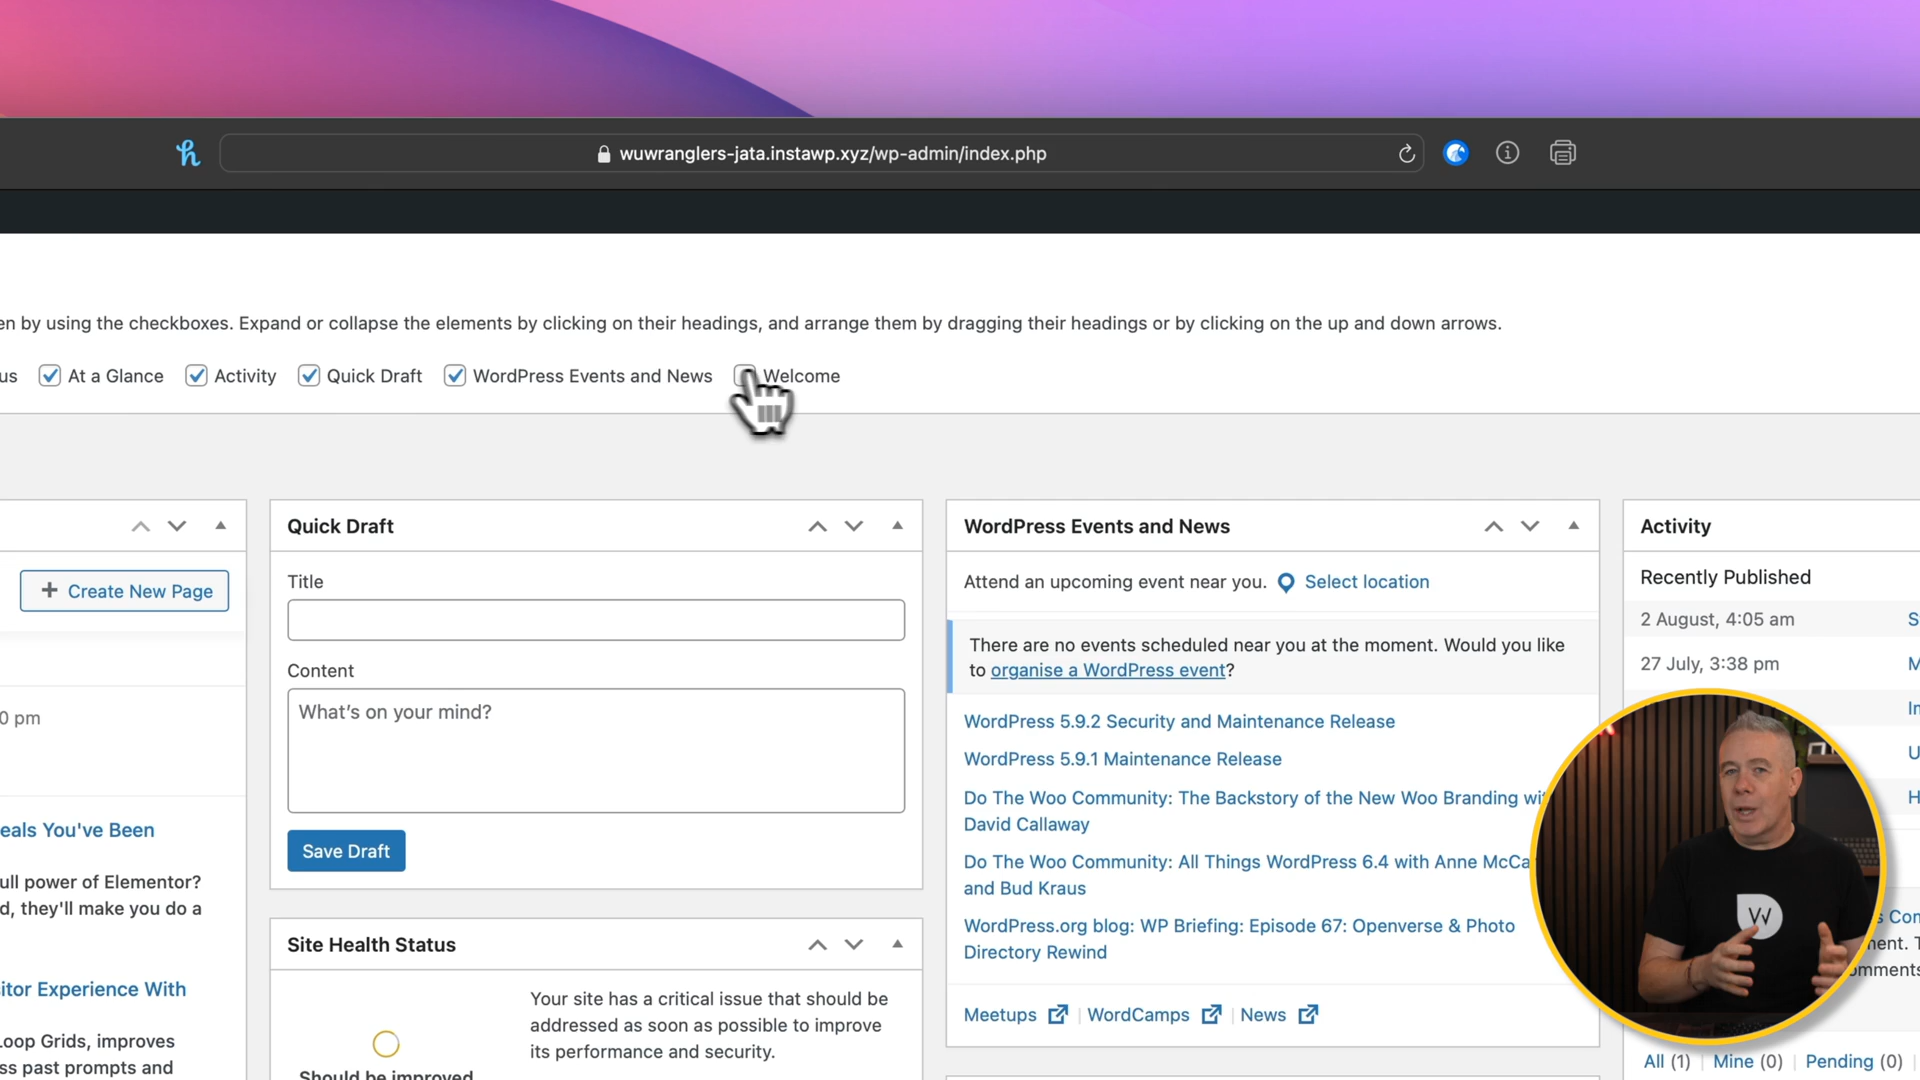 wuwranglers-jata.instawp.xyz/wp-admin/index.php
en by using the checkboxes. Expand or collapse the elements by clicking on their headings, and arrange them by dragging their headings or by clicking on the up and down arrows.
us At a Glance Activity Quick Draft WordPress Events and News Welcome
Create New Page
0 pm
eals You've Been
ull power of Elementor?
d, they'll make you do a
itor Experience With
oop Grids, improves
ss past prompts and
Quick Draft
Title
Content
What's on your mind?
Save Draft
Site Health Status
Your site has a critical issue that should be
addressed as soon as possible to improve
its performance and security.
Should be improved
WordPress Events and News
Attend an upcoming event near you. Select location
There are no events scheduled near you at the moment. Would you like
to organise a WordPress event?
WordPress 5.9.2 Security and Maintenance Release
WordPress 5.9.1 Maintenance Release
Do The Woo Community: The Backstory of the New Woo Branding wi
David Callaway
Do The Woo Community: All Things WordPress 6.4 with Anne McCa
and Bud Kraus
WordPress.org blog: WP Briefing: Episode 67: Openverse & Photo
Directory Rewind
Meetups | WordCamps | News
Activity
Recently Published
2 August, 4:05 am S
27 July, 3:38 pm M
In
U
H
W
s Con
nent. T
omments
All (1) | Mine (0) | Pending (0) |